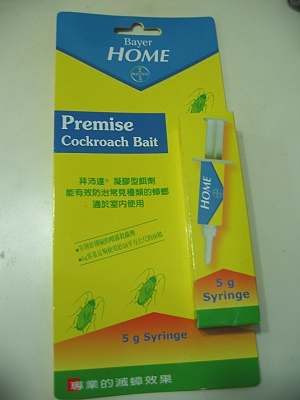 Bayer
HOME
Premise
Cockroach Bait
拜沛達® 凝膠型餌劑
能有效防治常見種類的蟑螂
適於室內使用
5 g Syringe
專業的滅蟑效果
HOME
5 g
Syringe